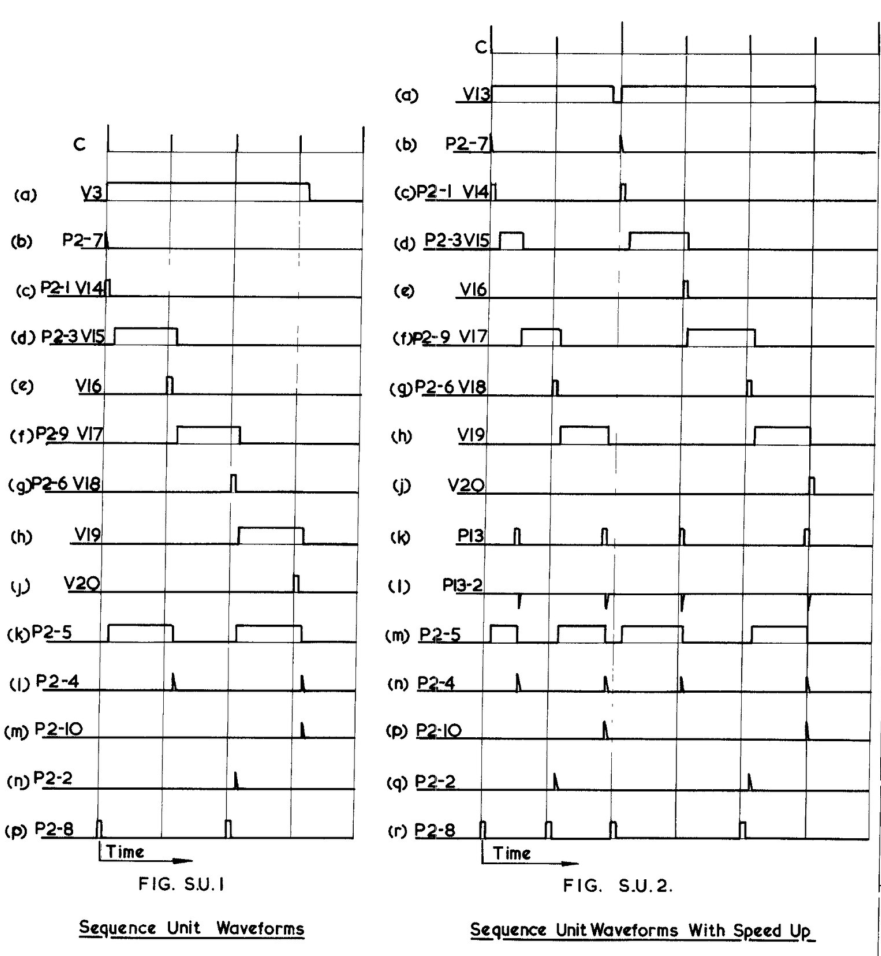 C
(a) V3
(b) P2-7
(c) P2-1 V14
(d) P2-3 V15
(e) V16
(f) P2-9 V17
(g) P2-6 V18
(h) V19
(j) V20
(k) P2-5
(l) P2-4
(m) P2-10
(n) P2-2
(p) P2-8
Time
FIG. S.U.1
Sequence Unit Waveforms
C
(a) V13
(b) P2-7
(c) P2-1 V14
(d) P2-3 V15
(e) V16
(f) P2-9 V17
(g) P2-6 V18
(h) V19
(j) V20
(k) P13
(l) P13-2
(m) P2-5
(n) P2-4
(p) P2-10
(q) P2-2
(r) P2-8
Time
FIG. S.U.2.
Sequence Unit Waveforms With Speed Up